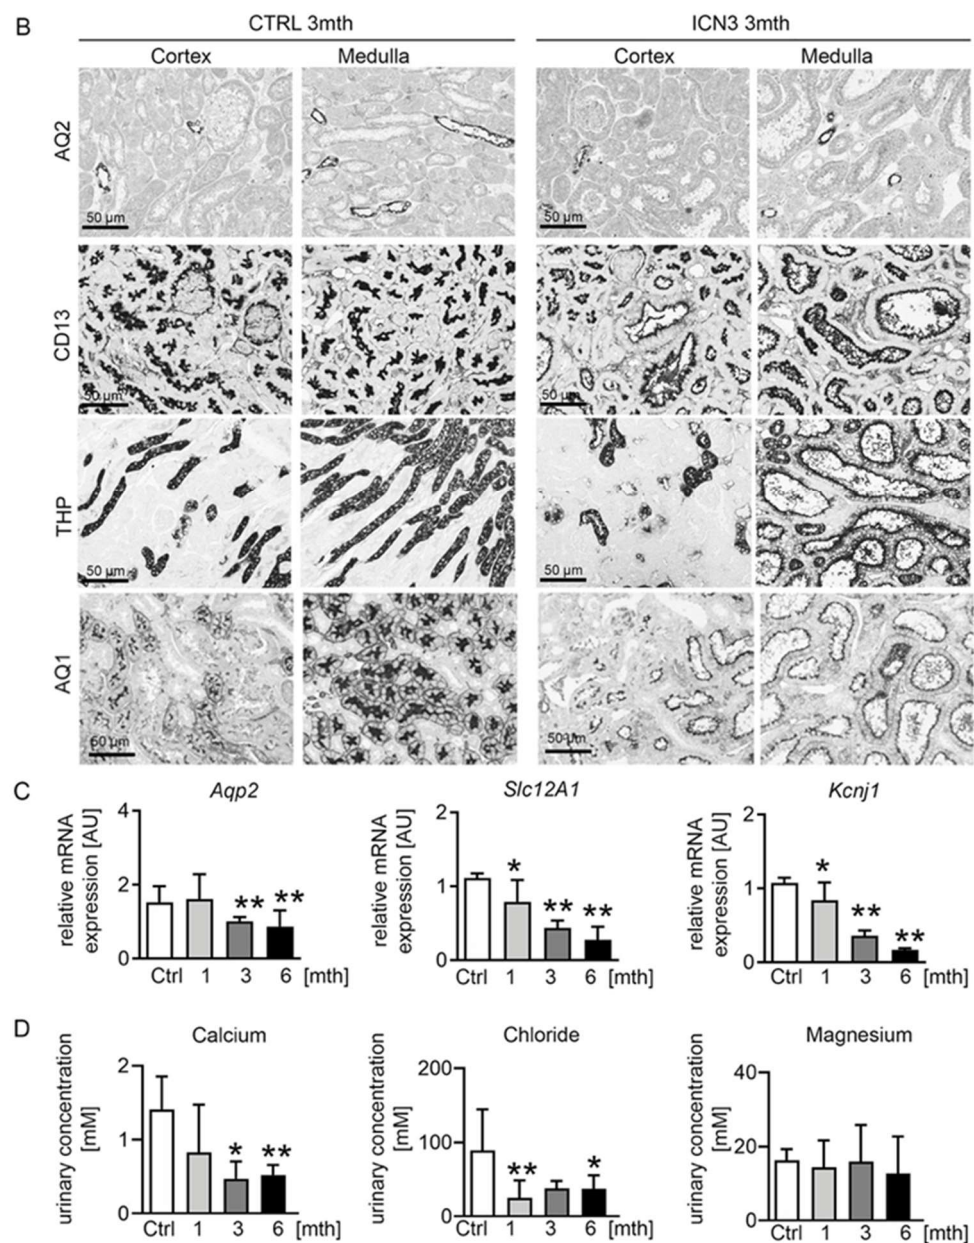 B
CTRL 3mth
ICN3 3mth
Cortex
Medulla
Cortex
Medulla
AQ2
50 µm
50 µm
CD13
50 µm
50 µm
THP
50 µm
50 µm
AQ1
50 µm
50 µm
C
Aqp2
Slc12A1
Kcnj1
relative mRNA
expression [AU]
4
2
0
**
**
Ctrl 1 3 6 [mth]
relative mRNA
expression [AU]
2
1
0
*
**
**
Ctrl 1 3 6 [mth]
relative mRNA
expression [AU]
2
1
0
*
**
**
Ctrl 1 3 6 [mth]
D
Calcium
Chloride
Magnesium
urinary concentration
[mM]
2
1
0
*
**
Ctrl 1 3 6 [mth]
urinary concentration
[mM]
200
100
0
**
*
Ctrl 1 3 6 [mth]
urinary concentration
[mM]
40
20
0
Ctrl 1 3 6 [mth]